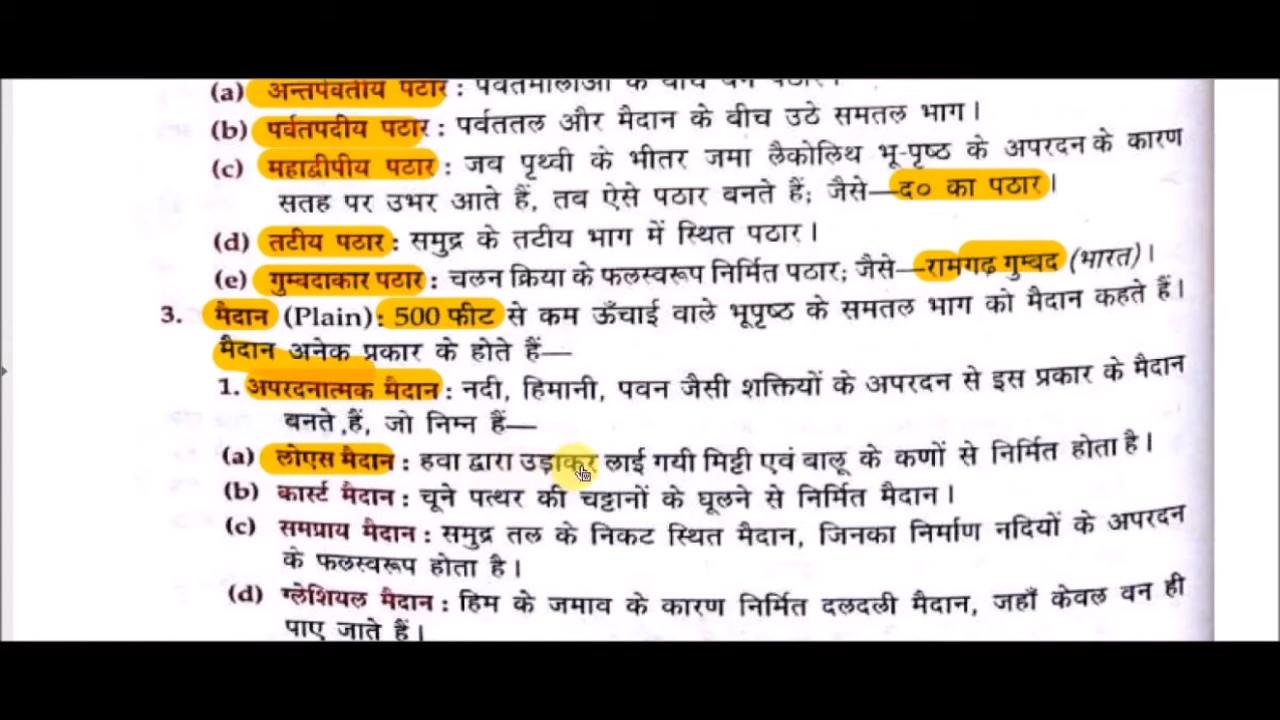 (a) अन्तर्पर्वतीय पठार : पर्वतमालाओं के बीच बने पठार।
(b) पर्वतपदीय पठार : पर्वततल और मैदान के बीच उठे समतल भाग।
(c) महाद्वीपीय पठार : जब पृथ्वी के भीतर जमा लैकोलिथ भू-पृष्ठ के अपरदन के कारण
सतह पर उभर आते हैं, तब ऐसे पठार बनते हैं; जैसे—द० का पठार।
(d) तटीय पठार : समुद्र के तटीय भाग में स्थित पठार।
(e) गुम्बदाकार पठार : चलन क्रिया के फलस्वरूप निर्मित पठार; जैसे—रामगढ़ गुम्बद (भारत)।
3. मैदान (Plain) : 500 फीट से कम ऊँचाई वाले भूपृष्ठ के समतल भाग को मैदान कहते हैं।
मैदान अनेक प्रकार के होते हैं—
1. अपरदनात्मक मैदान : नदी, हिमानी, पवन जैसी शक्तियों के अपरदन से इस प्रकार के मैदान
बनते हैं, जो निम्न हैं—
(a) लोएस मैदान : हवा द्वारा उड़ाकर लाई गयी मिट्टी एवं बालू के कणों से निर्मित होता है।
(b) कार्स्ट मैदान : चूने पत्थर की चट्टानों के घूलने से निर्मित मैदान।
(c) समप्राय मैदान : समुद्र तल के निकट स्थित मैदान, जिनका निर्माण नदियों के अपरदन
के फलस्वरूप होता है।
(d) ग्लेशियल मैदान : हिम के जमाव के कारण निर्मित दलदली मैदान, जहाँ केवल वन ही
पाए जाते हैं।